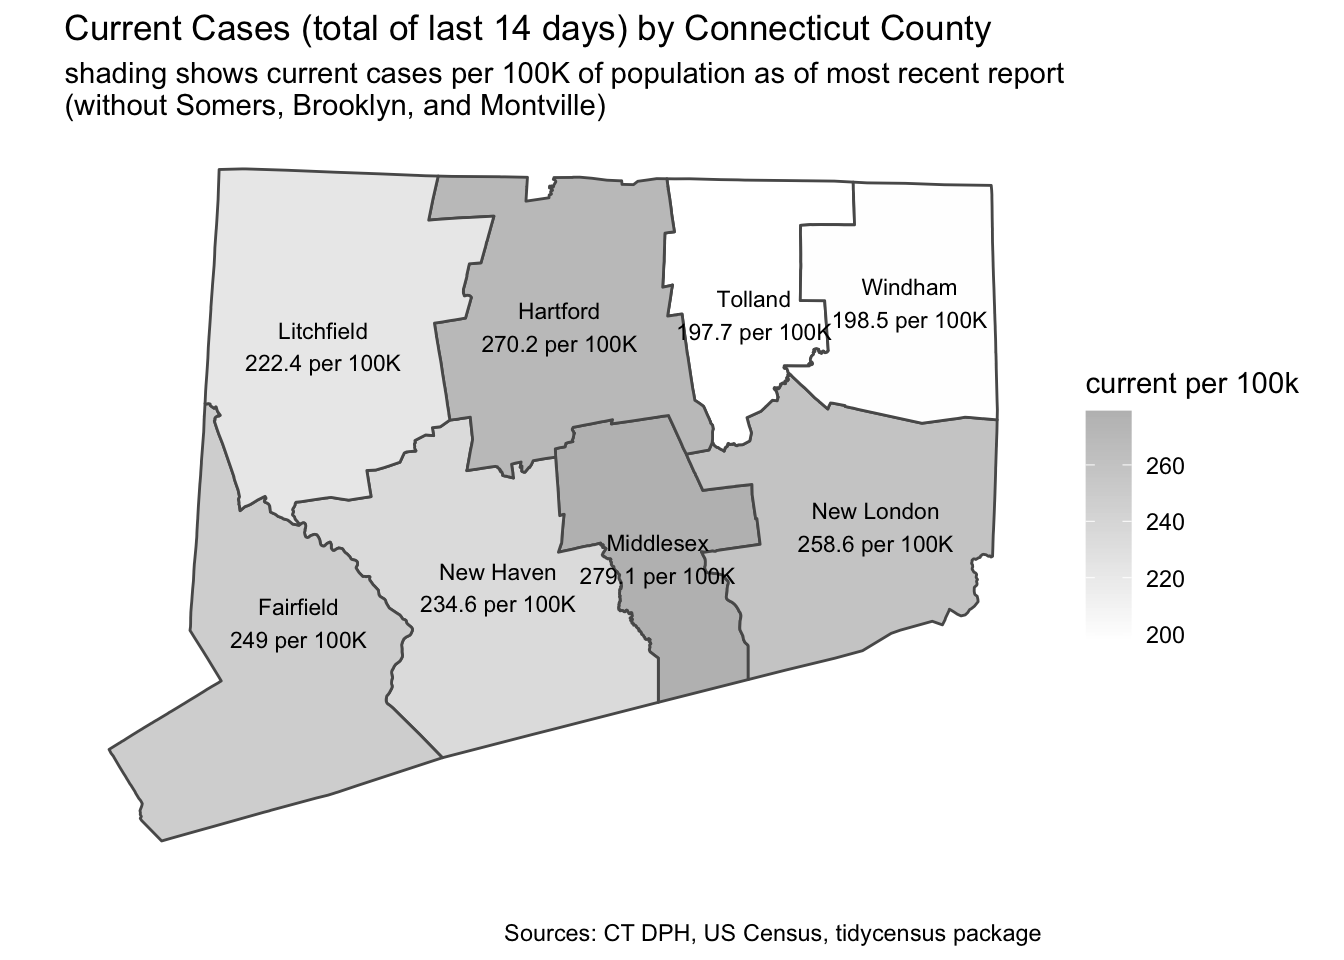 Current Cases (total of last 14 days) by Connecticut County
shading shows current cases per 100K of population as of most recent report
(without Somers, Brooklyn, and Montville)
Litchfield
222.4 per 100K
Hartford
270.2 per 100K
Tolland
197.7 per 100K
Windham
198.5 per 100K
New London
258.6 per 100K
Middlesex
279.1 per 100K
New Haven
234.6 per 100K
Fairfield
249 per 100K
current per 100k
260
240
220
200
Sources: CT DPH, US Census, tidycensus package